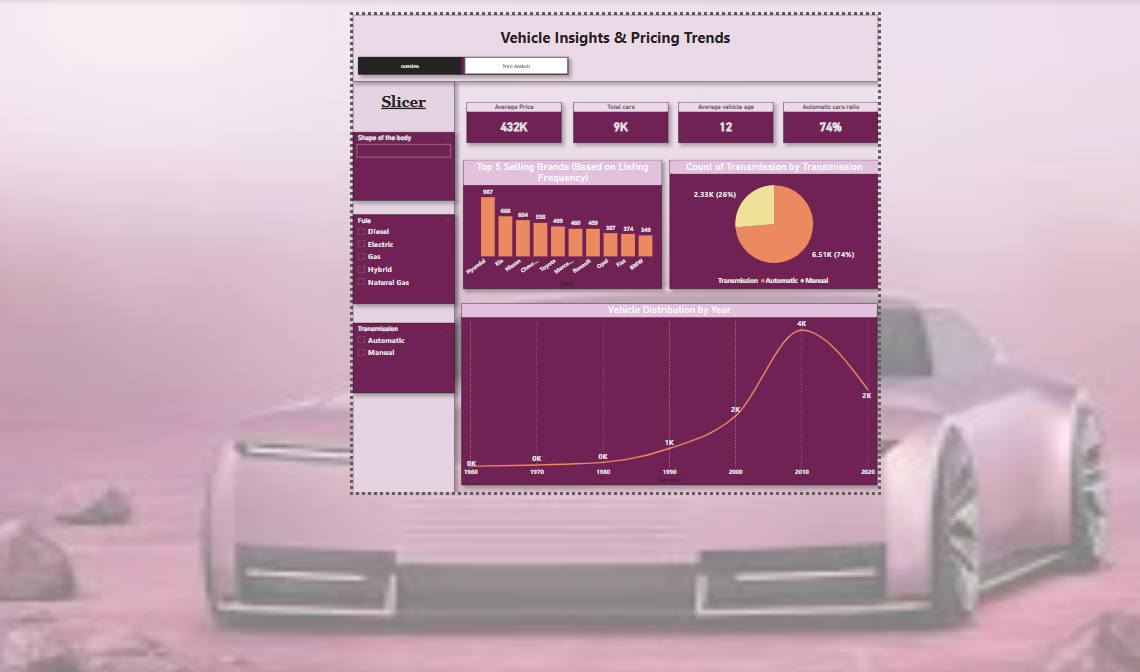 Vehicle Insights & Pricing Trends
Overview
Price Analysis
Slicer
Average Price
432K
Total cars
9K
Average vehicle age
12
Automatic cars ratio
74%
Shape of the body
Fule
Diesel
Electric
Gas
Hybrid
Natural Gas
Transmission
Automatic
Manual
Top 5 Selling Brands (Based on Listing
Frequency)
987
668
604
558
499
460
459
387
374
349
Hyundai
Kia
Nissan
Chevr...
Toyota
Merce...
Renault
Opel
Fiat
BMW
Count of Transmission by Transmission
2.33K (26%)
6.51K (74%)
Transmission Automatic Manual
Vehicle Distribution by Year
0K
0K
0K
1K
2K
4K
2K
1960
1970
1980
1990
2000
2010
2020